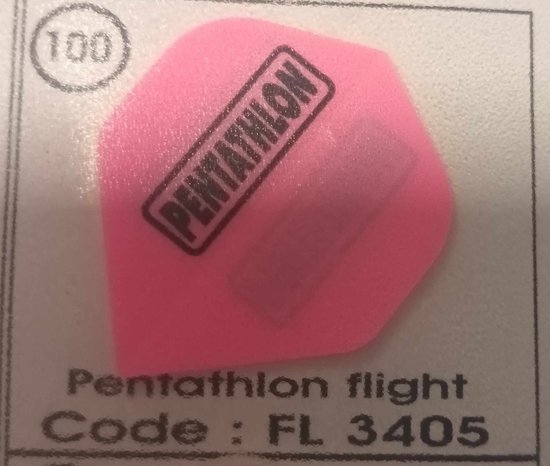 100
PENTATHLON
Pentathlon flight
Code : FL 3405